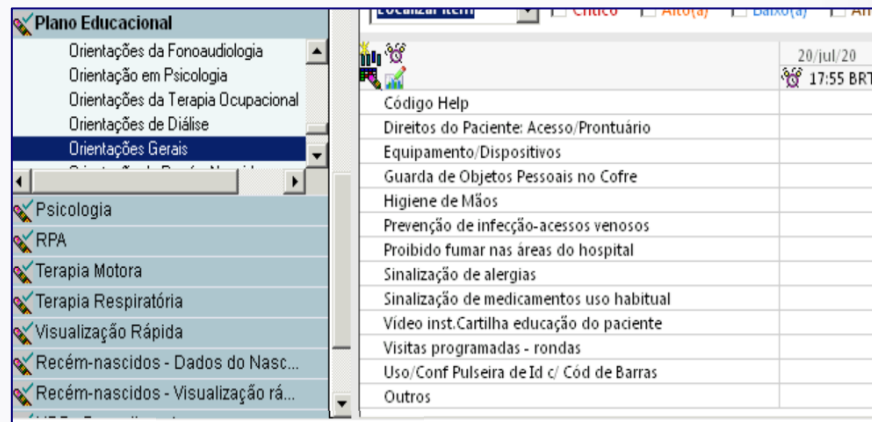 Plano Educacional
Orientações da Fonoaudiologia
Orientação em Psicologia
Orientações da Terapia Ocupacional
Orientações de Diálise
Orientações Gerais
Psicologia
RPA
Terapia Motora
Terapia Respiratória
Visualização Rápida
Recém-nascidos - Dados do Nasc...
Recém-nascidos - Visualização rá...
Localizar Item Crítico Alto(a) Baixo(a)
20/jul/20
17:55 BRT
Código Help
Direitos do Paciente: Acesso/Prontuário
Equipamento/Dispositivos
Guarda de Objetos Pessoais no Cofre
Higiene de Mãos
Prevenção de infecção-acessos venosos
Proibido fumar nas áreas do hospital
Sinalização de alergias
Sinalização de medicamentos uso habitual
Vídeo inst.Cartilha educação do paciente
Visitas programadas - rondas
Uso/Conf Pulseira de Id c/ Cód de Barras
Outros